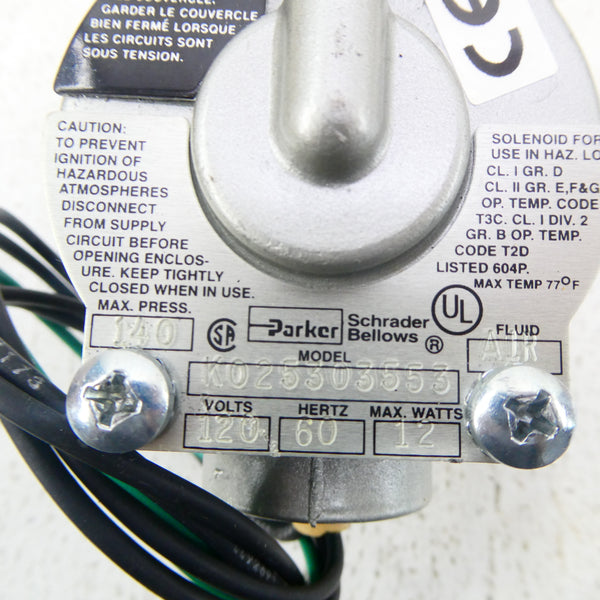 GARDER LE COUVERCLE
BIEN FERMÉ LORSQUE
LES CIRCUITS SONT
SOUS TENSION.
CAUTION:
TO PREVENT
IGNITION OF
HAZARDOUS
ATMOSPHERES
DISCONNECT
FROM SUPPLY
CIRCUIT BEFORE
OPENING ENCLOS-
URE. KEEP TIGHTLY
CLOSED WHEN IN USE.
SOLENOID FOR
USE IN HAZ. LO
CL. I GR. D
CL. II GR. E,F&G
OP. TEMP. CODE
T3C. CL. I DIV. 2
GR. B OP. TEMP.
CODE T2D
LISTED 604P.
MAX TEMP 77°F
MAX. PRESS.
140
SA
Parker
Schrader
Bellows ®
UL
FLUID
AIR
MODEL
K025303553
VOLTS HERTZ MAX. WATTS
120 60 12
CE
173